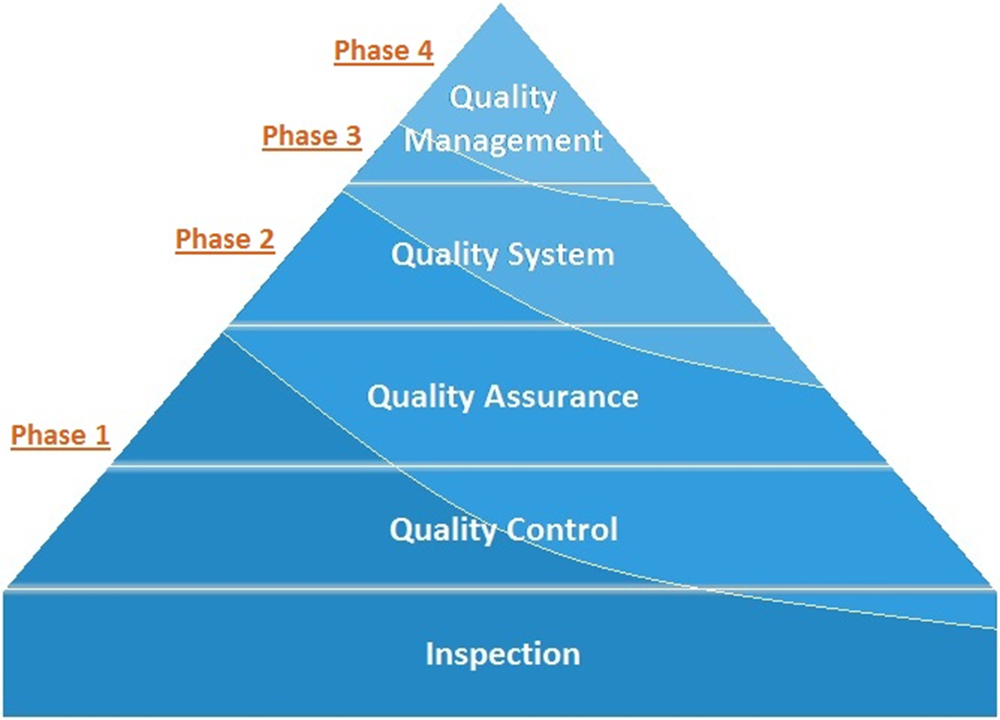 Phase 4
Quality
Management
Phase 3
Phase 2
Quality System
Quality Assurance
Phase 1
Quality Control
Inspection